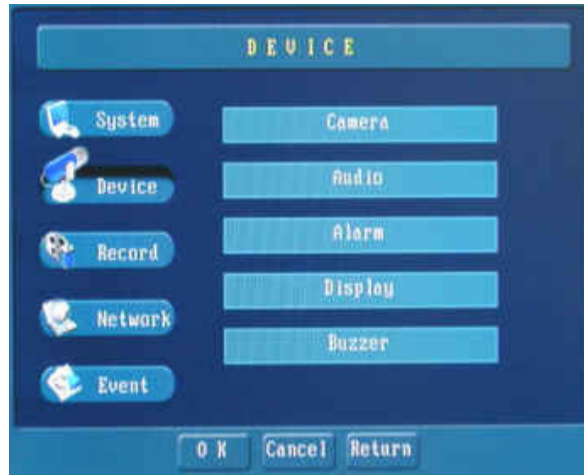 DEVICE
System
Device
Record
Network
Event
Camera
Audio
Alarm
Display
Buzzer
OK Cancel Return